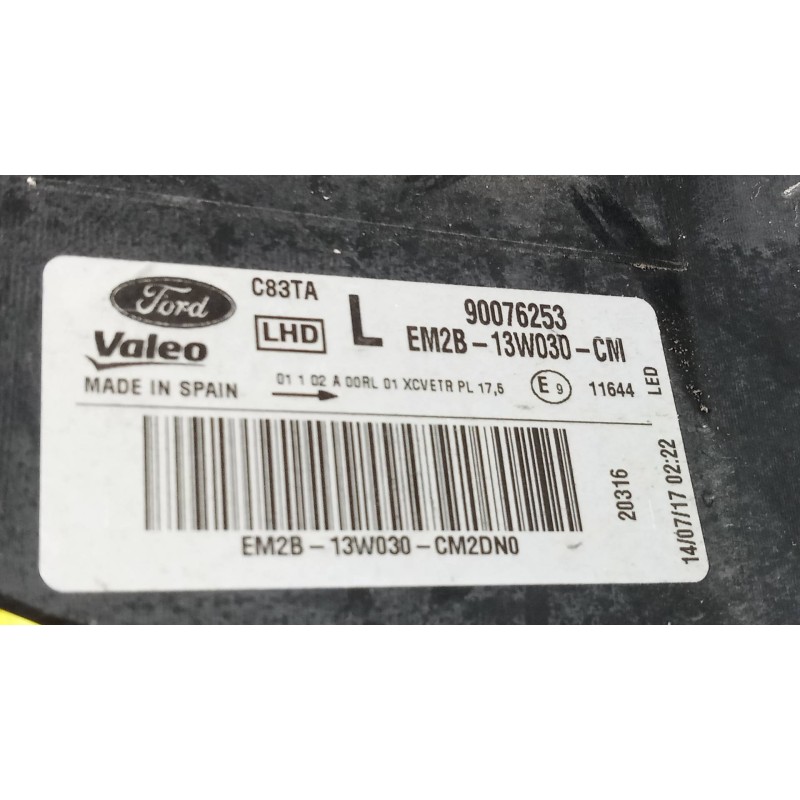 Ford
C83TA
90076253
Valeo
LHD
L
EM2B-13W030-CM
MADE IN SPAIN
01 1 02 A 00RL 01 XCVETR PL 17,5
E 9
11644
LED
20316
14/07/17 02:22
EM2B-13W030-CM2DN0